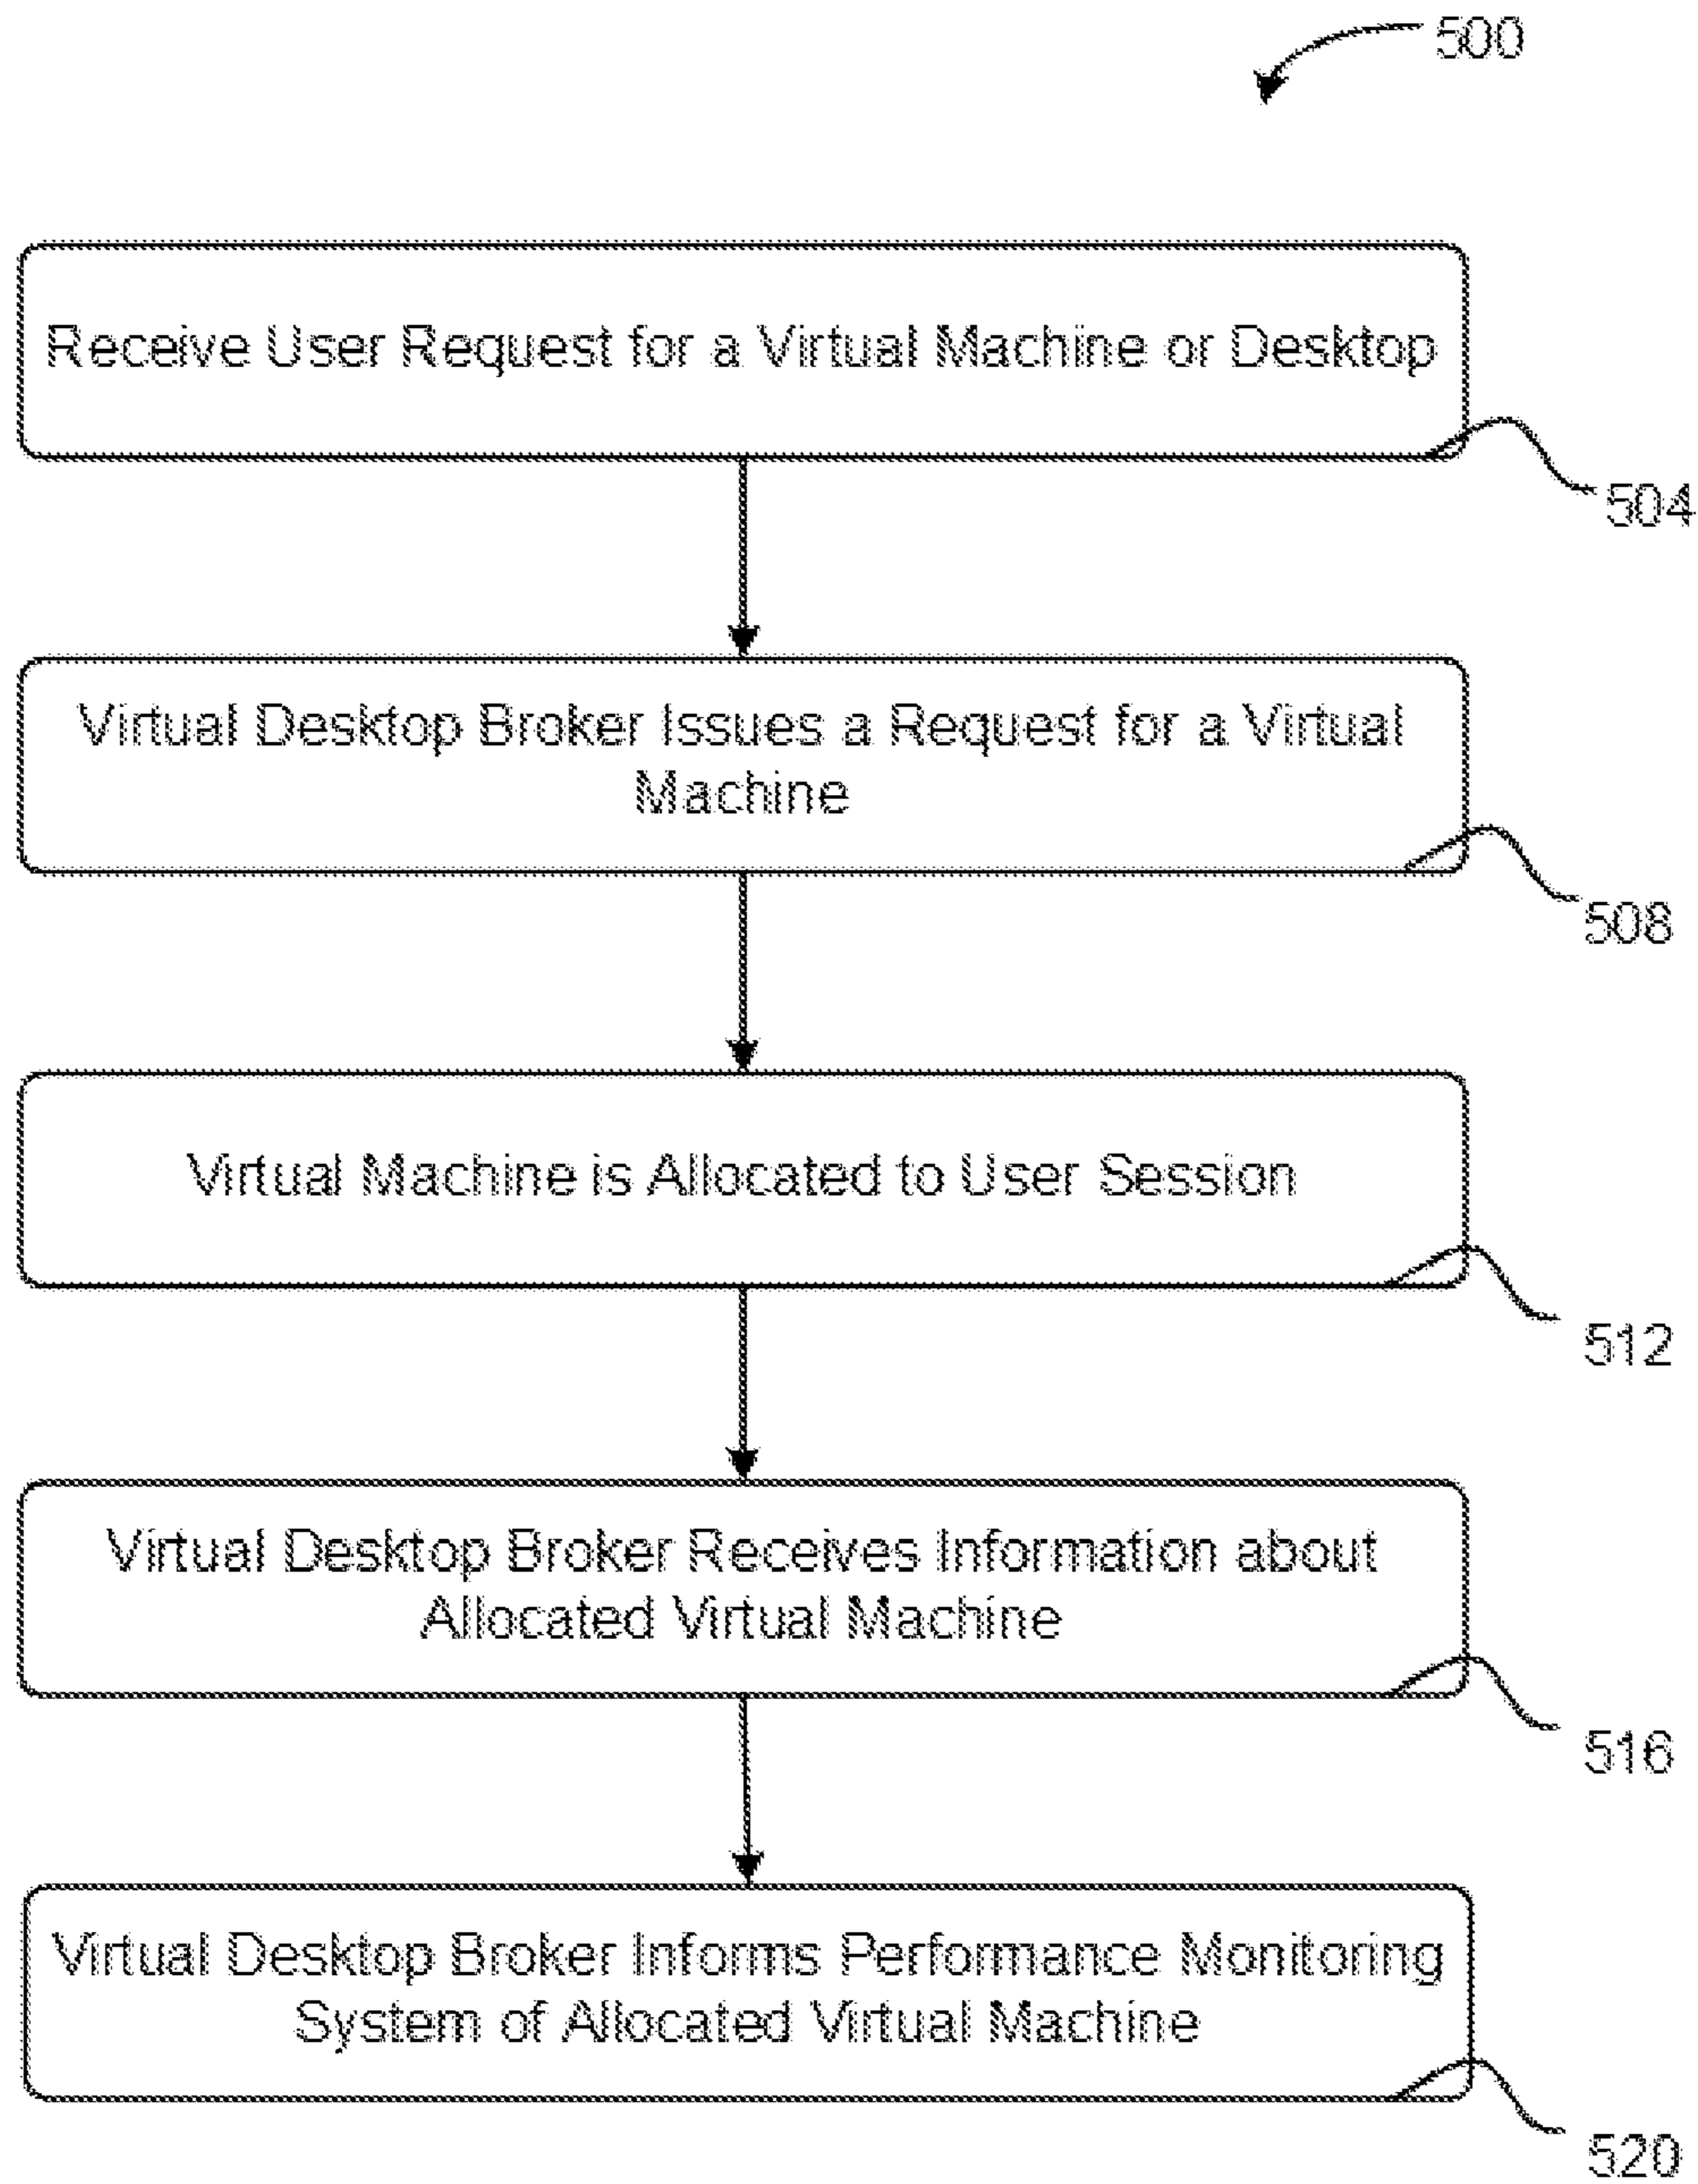 500
Receive User Request for a Virtual Machine or Desktop
504
Virtual Desktop Broker Issues a Request for a Virtual
Machine
508
Virtual Machine is Allocated to User Session
512
Virtual Desktop Broker Receives Information about
Allocated Virtual Machine
516
Virtual Desktop Broker Informs Performance Monitoring
System of Allocated Virtual Machine
520